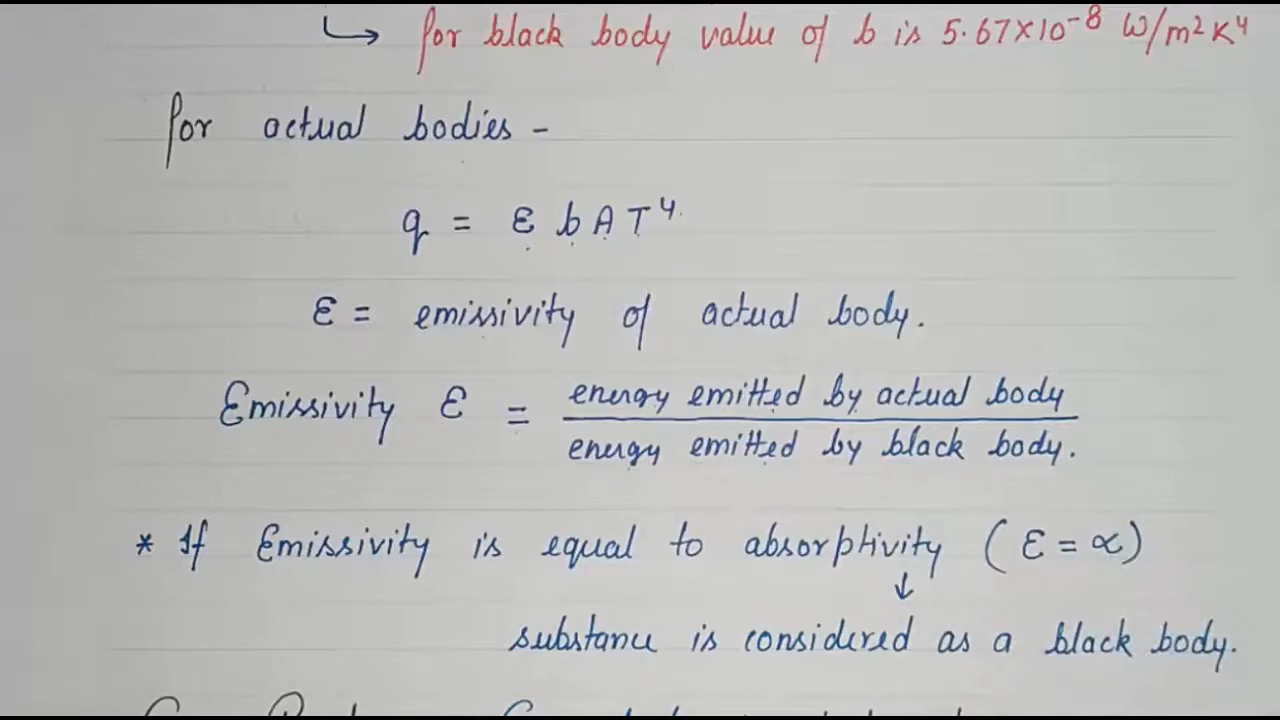 ↳ for black body value of b is 5.67×10⁻⁸ W/m²K⁴
for actual bodies -
q = ε b A T⁴
ε = emissivity of actual body.
Emissivity ε = energy emitted by actual body
energy emitted by black body.
* If Emissivity is equal to absorptivity (ε = α)
↓
substance is considered as a black body.